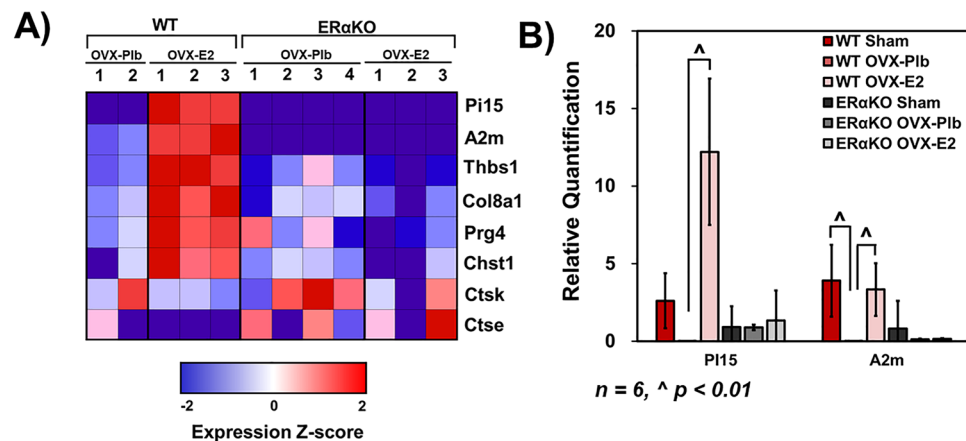 A)
WT
ERαKO
OVX-Plb
OVX-E2
OVX-Plb
OVX-E2
1 2 1 2 3 1 2 3 4 1 2 3
Pi15
A2m
Thbs1
Col8a1
Prg4
Chst1
Ctsk
Ctse
-2 0 2
Expression Z-score
B)
Relative Quantification
20
15
10
5
0
^
^
^
WT Sham
WT OVX-Plb
WT OVX-E2
ERαKO Sham
ERαKO OVX-Plb
ERαKO OVX-E2
PI15
A2m
n = 6, ^ p < 0.01